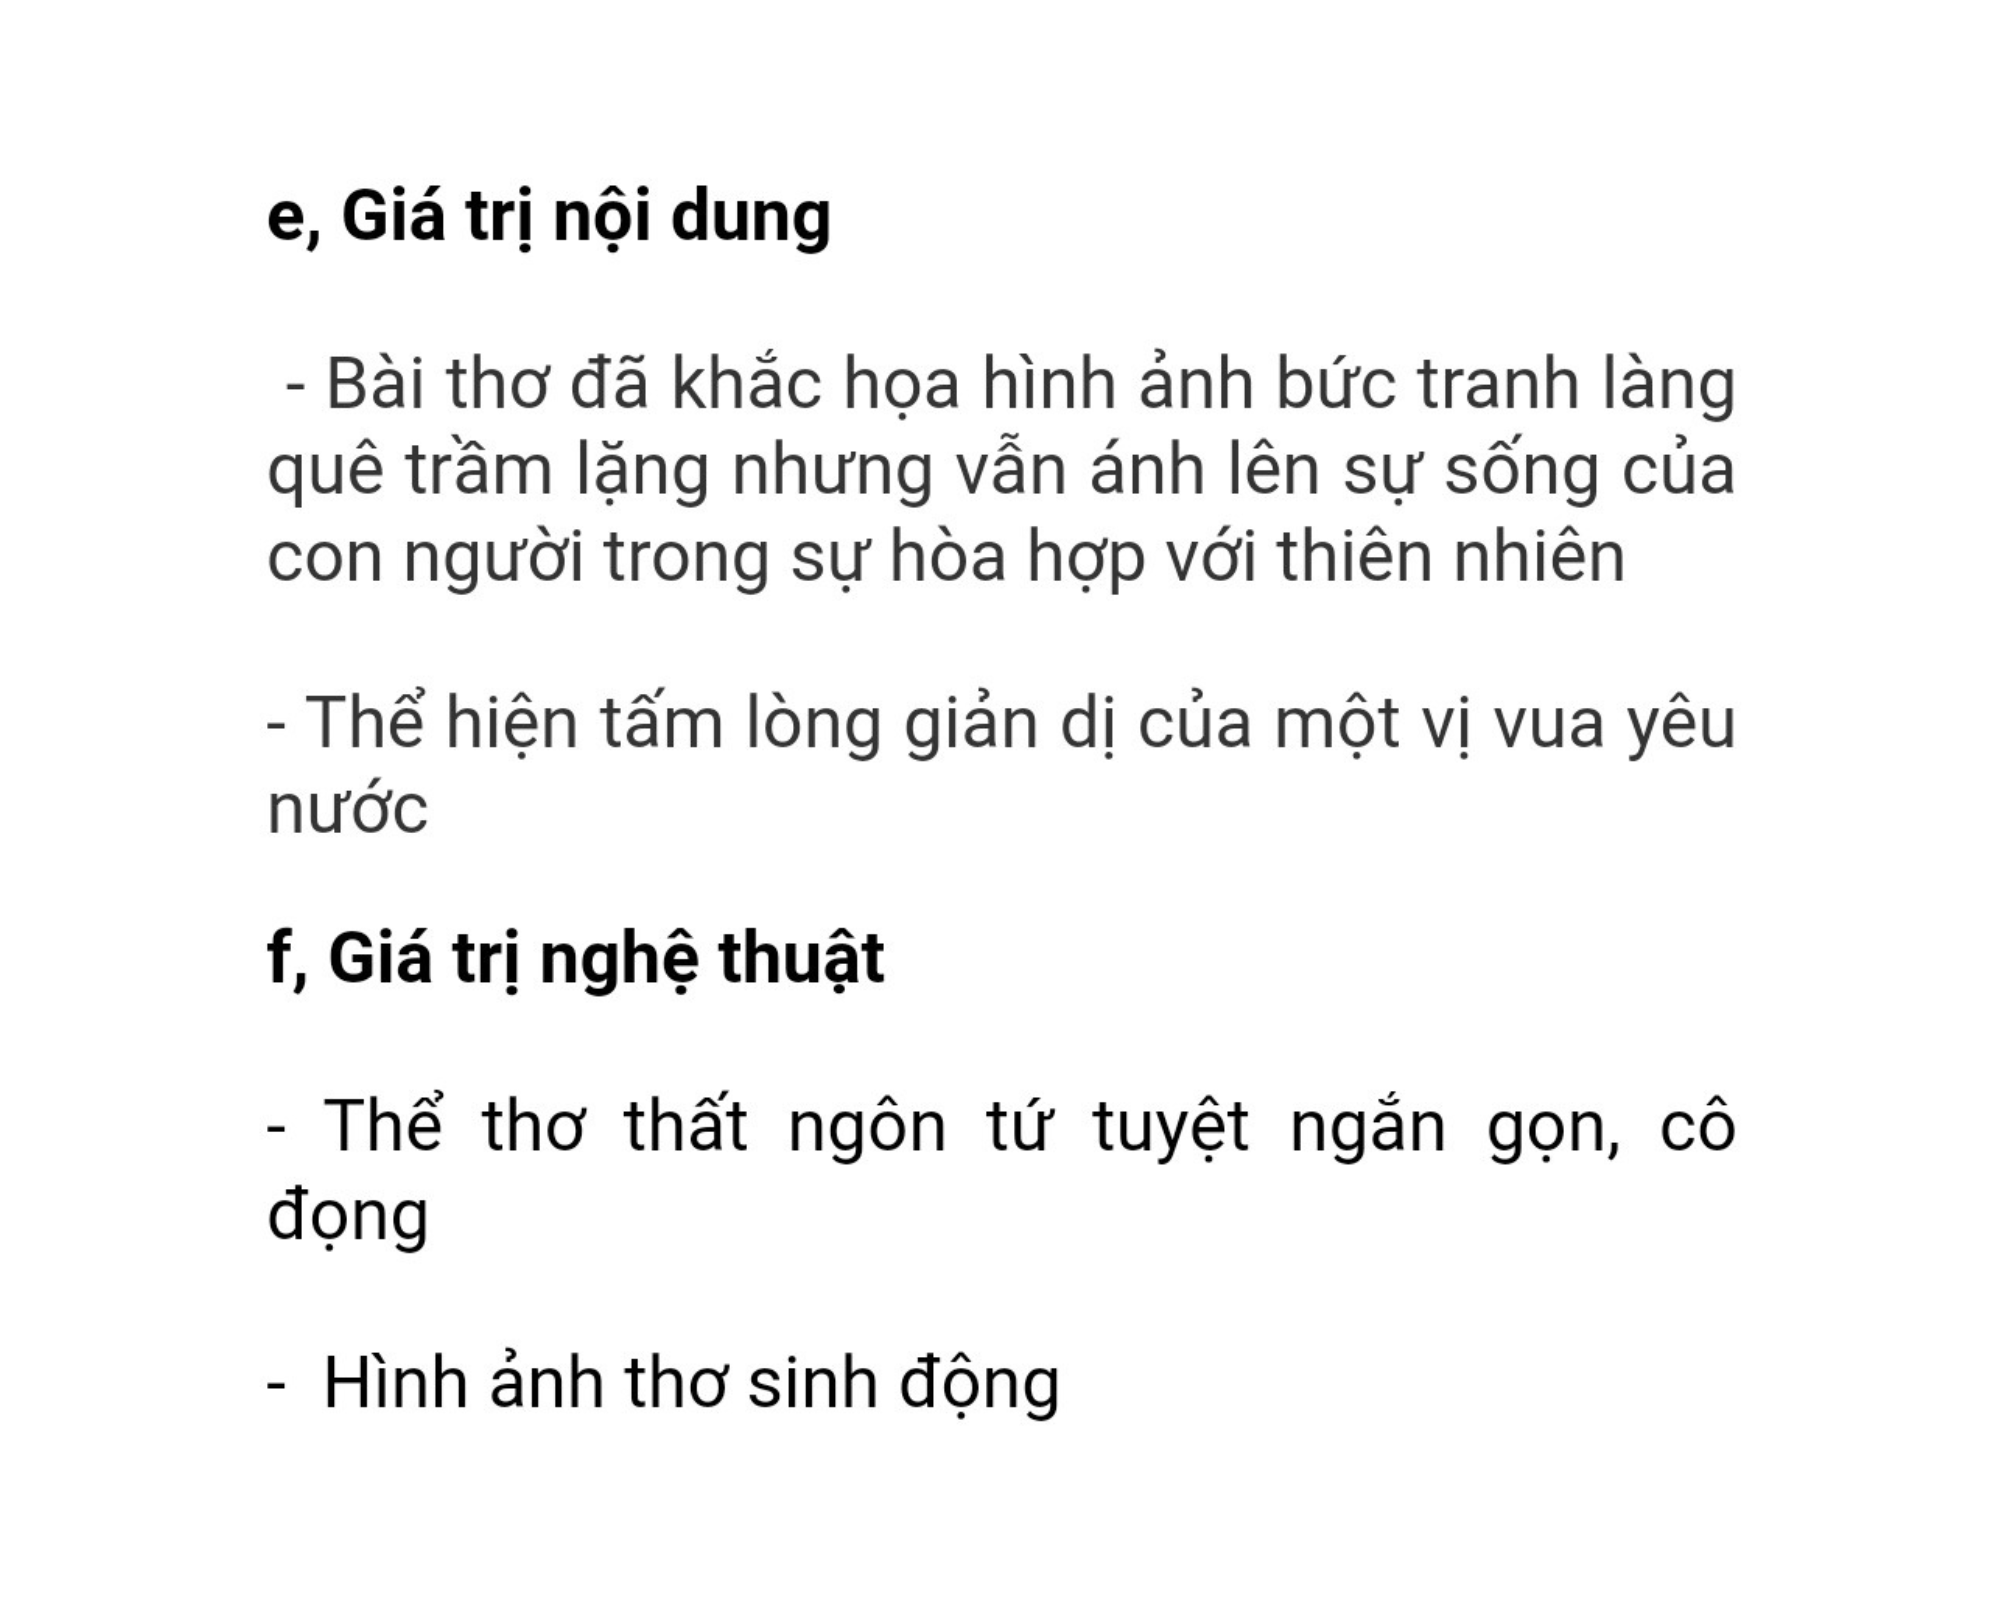 e, Giá trị nội dung
- Bài thơ đã khắc họa hình ảnh bức tranh làng
quê trầm lặng nhưng vẫn ánh lên sự sống của
con người trong sự hòa hợp với thiên nhiên
- Thể hiện tấm lòng giản dị của một vị vua yêu
nước
f, Giá trị nghệ thuật
- Thể thơ thất ngôn tứ tuyệt ngắn gọn, cô
đọng
- Hình ảnh thơ sinh động